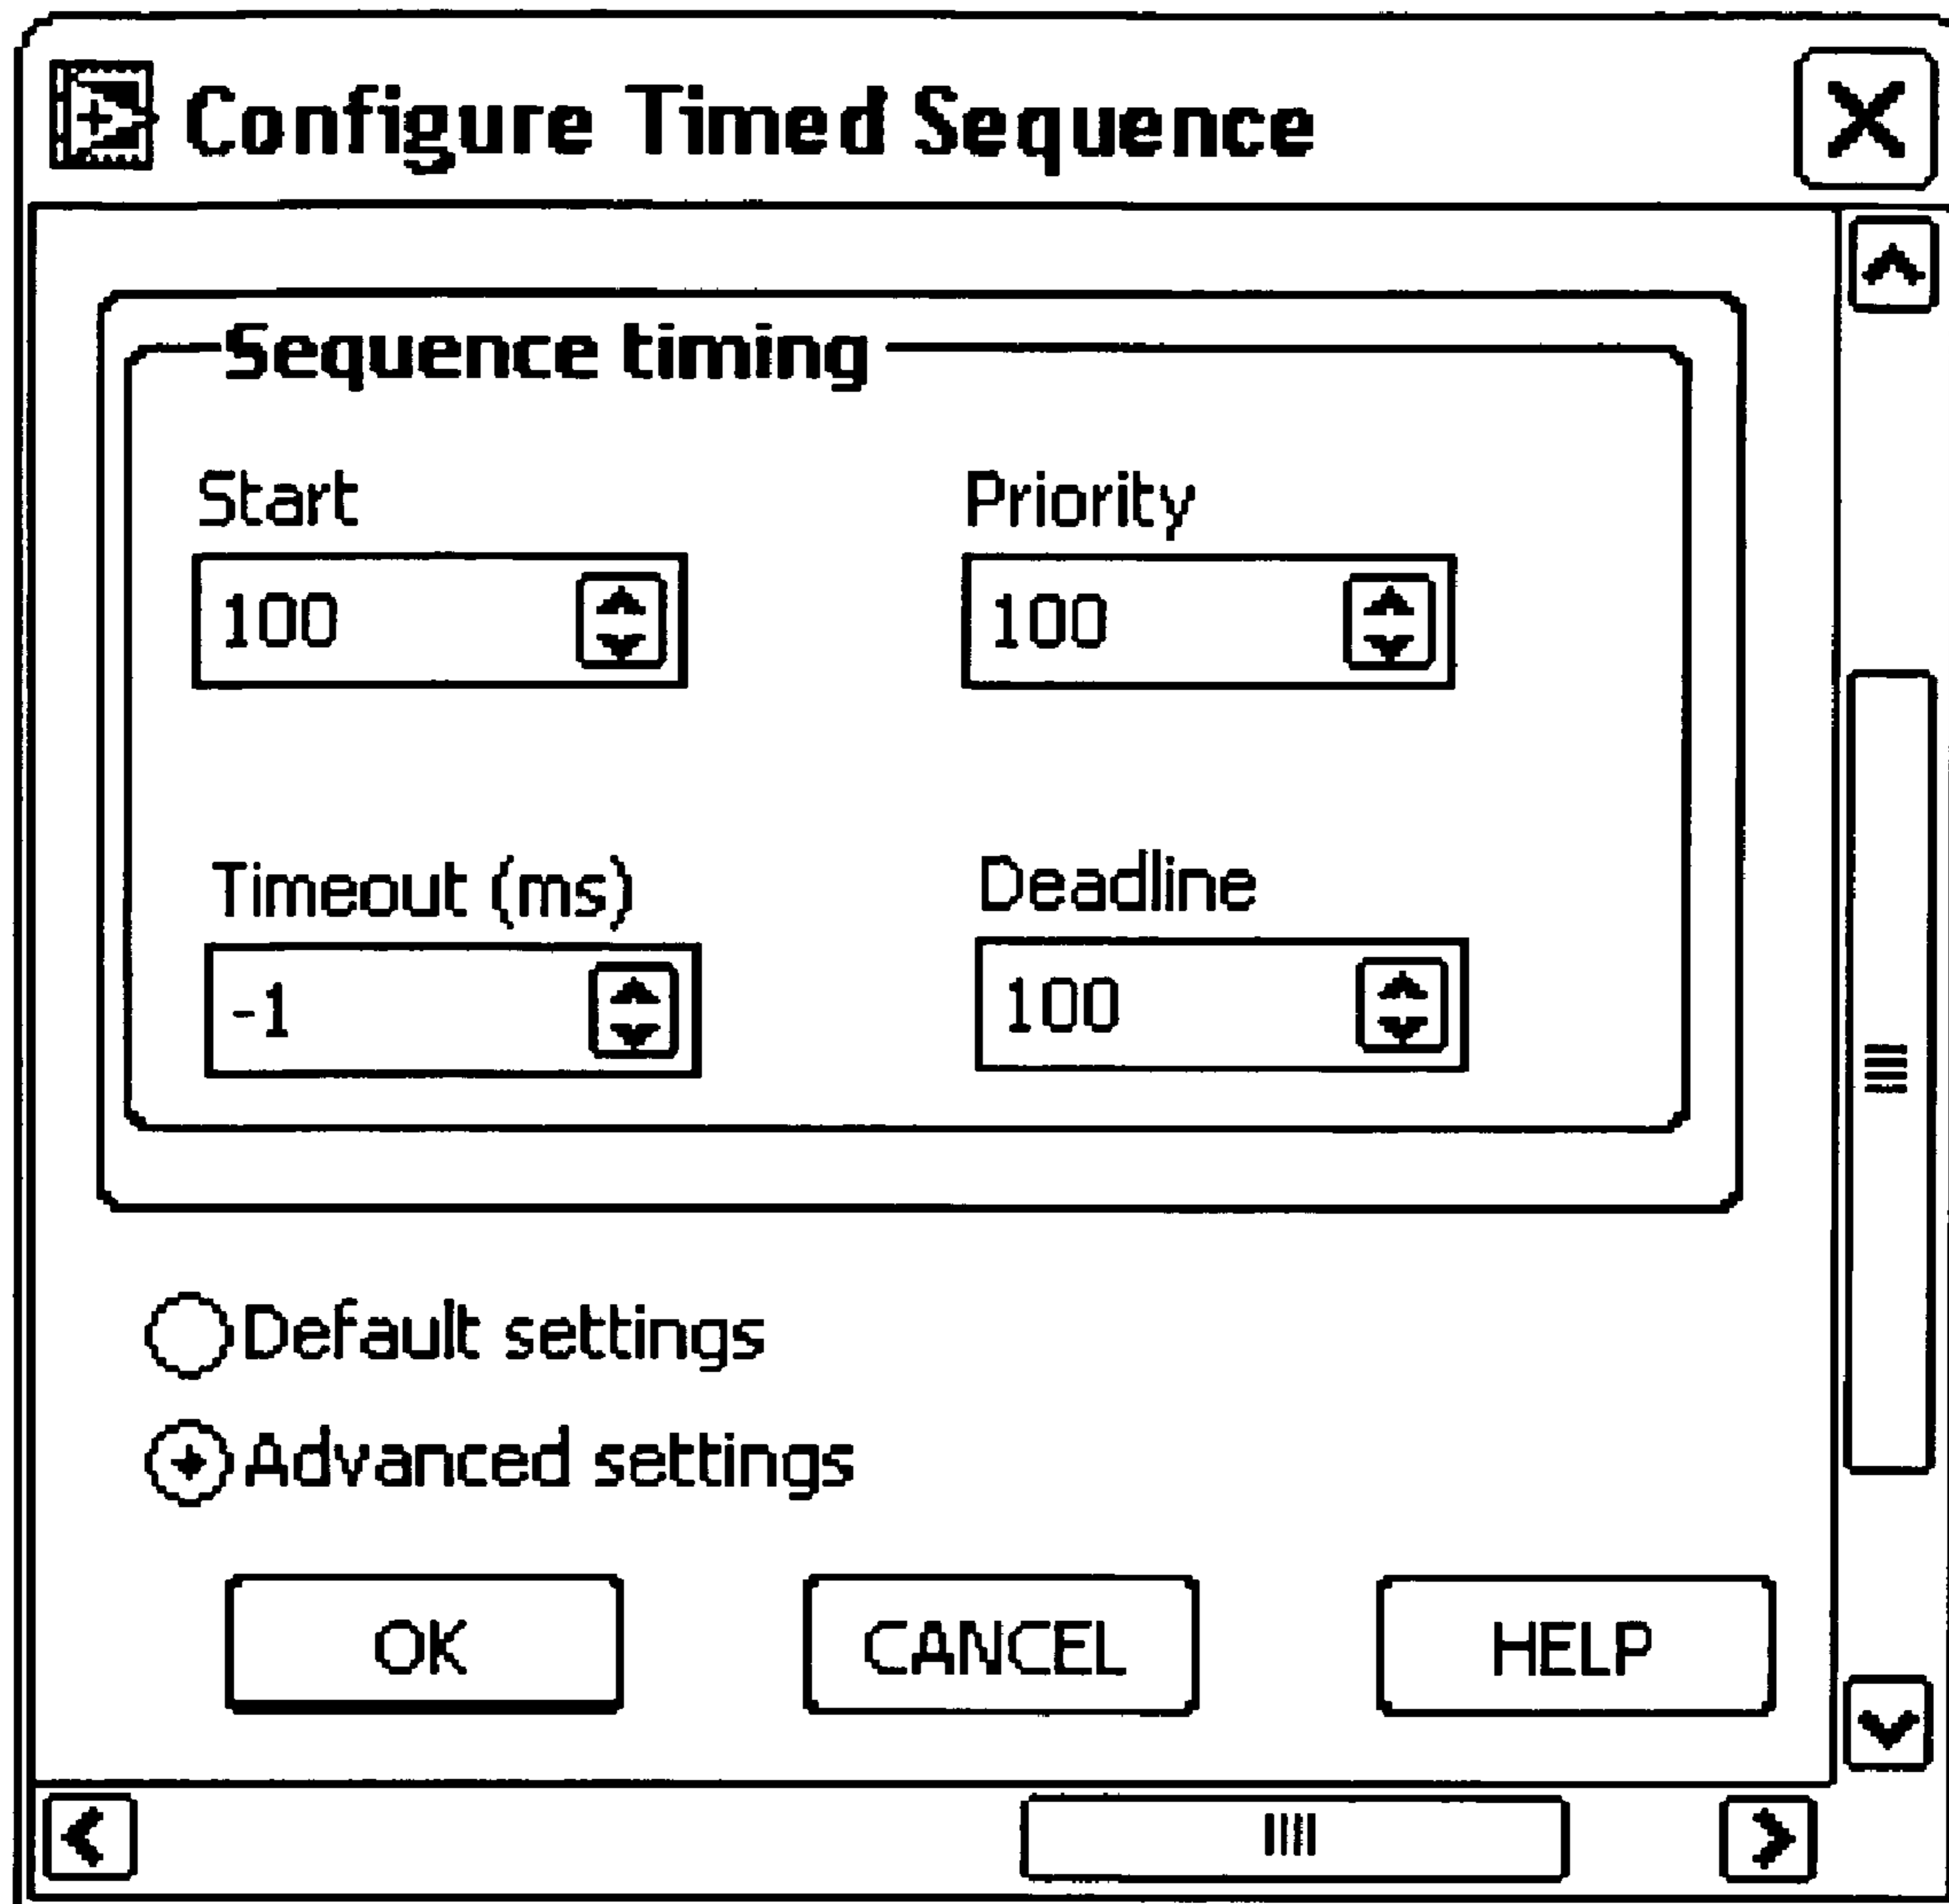 Configure Timed Sequence
Sequence timing
Start Priority
100 100
Timeout (ms) Deadline
-1 100
Default settings
Advanced settings
OK CANCEL HELP